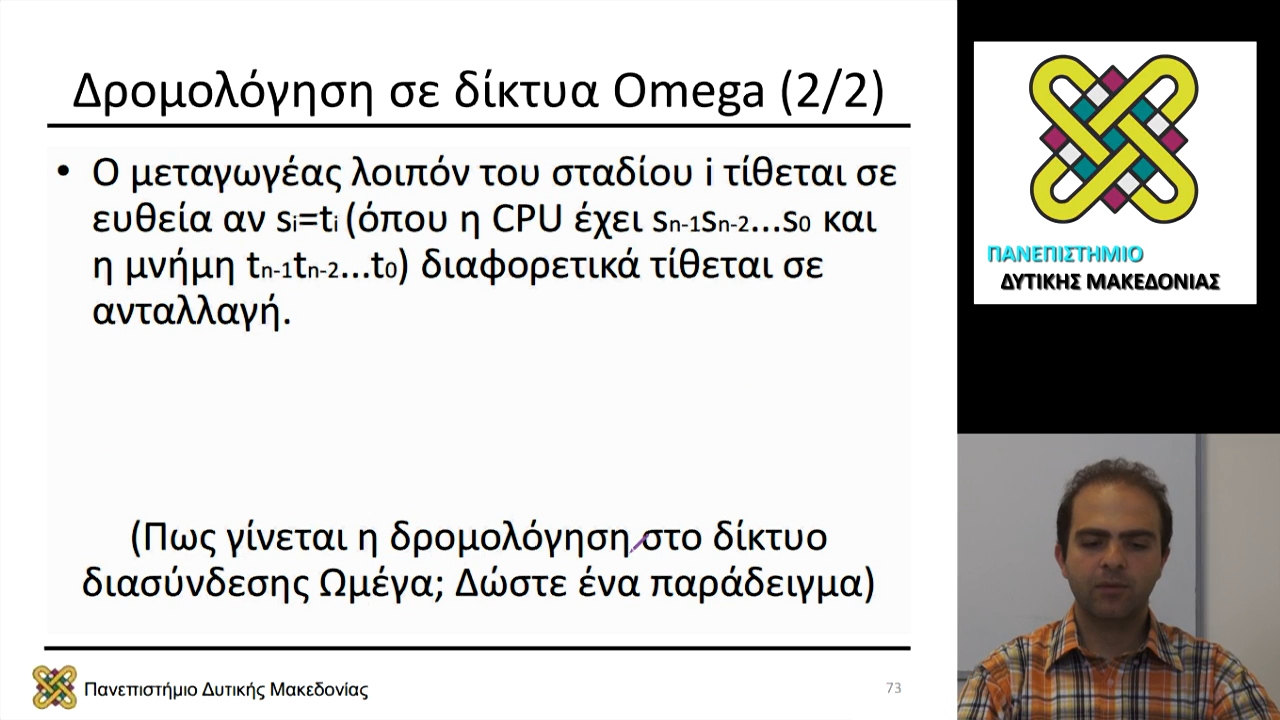 Δρομολόγηση σε δίκτυα Omega (2/2)
• Ο μεταγωγέας λοιπόν του σταδίου i τίθεται σε
ευθεία αν si=ti (όπου η CPU έχει sn-1sn-2...s0 και
η μνήμη tn-1tn-2...t0) διαφορετικά τίθεται σε
ανταλλαγή.
(Πως γίνεται η δρομολόγηση στο δίκτυο
διασύνδεσης Ωμέγα; Δώστε ένα παράδειγμα)
Πανεπιστήμιο Δυτικής Μακεδονίας
73
ΠΑΝΕΠΙΣΤΗΜΙΟ
ΔΥΤΙΚΗΣ ΜΑΚΕΔΟΝΙΑΣ